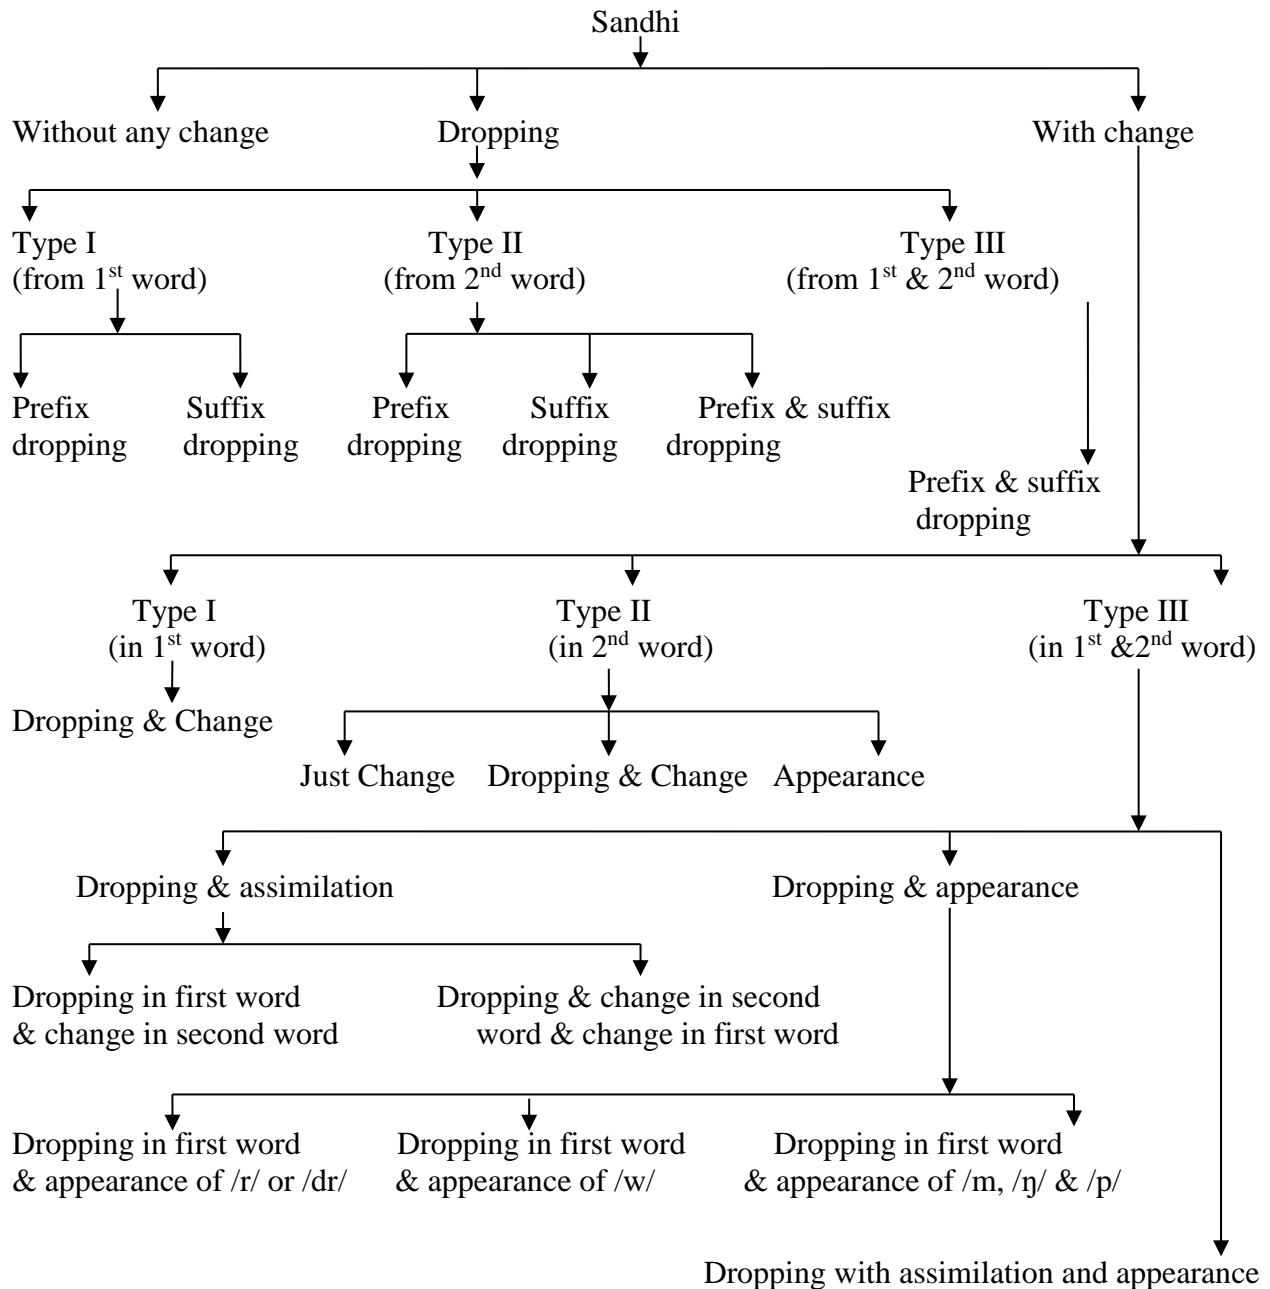 Sandhi
Without any change Dropping With change
Type I Type II Type III
(from 1st word) (from 2nd word) (from 1st & 2nd word)
Prefix Suffix Prefix Suffix Prefix & suffix
dropping dropping dropping dropping dropping
Prefix & suffix
dropping
Type I Type II Type III
(in 1st word) (in 2nd word) (in 1st &2nd word)
Dropping & Change
Just Change Dropping & Change Appearance
Dropping & assimilation Dropping & appearance
Dropping in first word Dropping & change in second
& change in second word word & change in first word
Dropping in first word Dropping in first word Dropping in first word
& appearance of /r/ or /dr/ & appearance of /w/ & appearance of /m, /ŋ/ & /p/
Dropping with assimilation and appearance